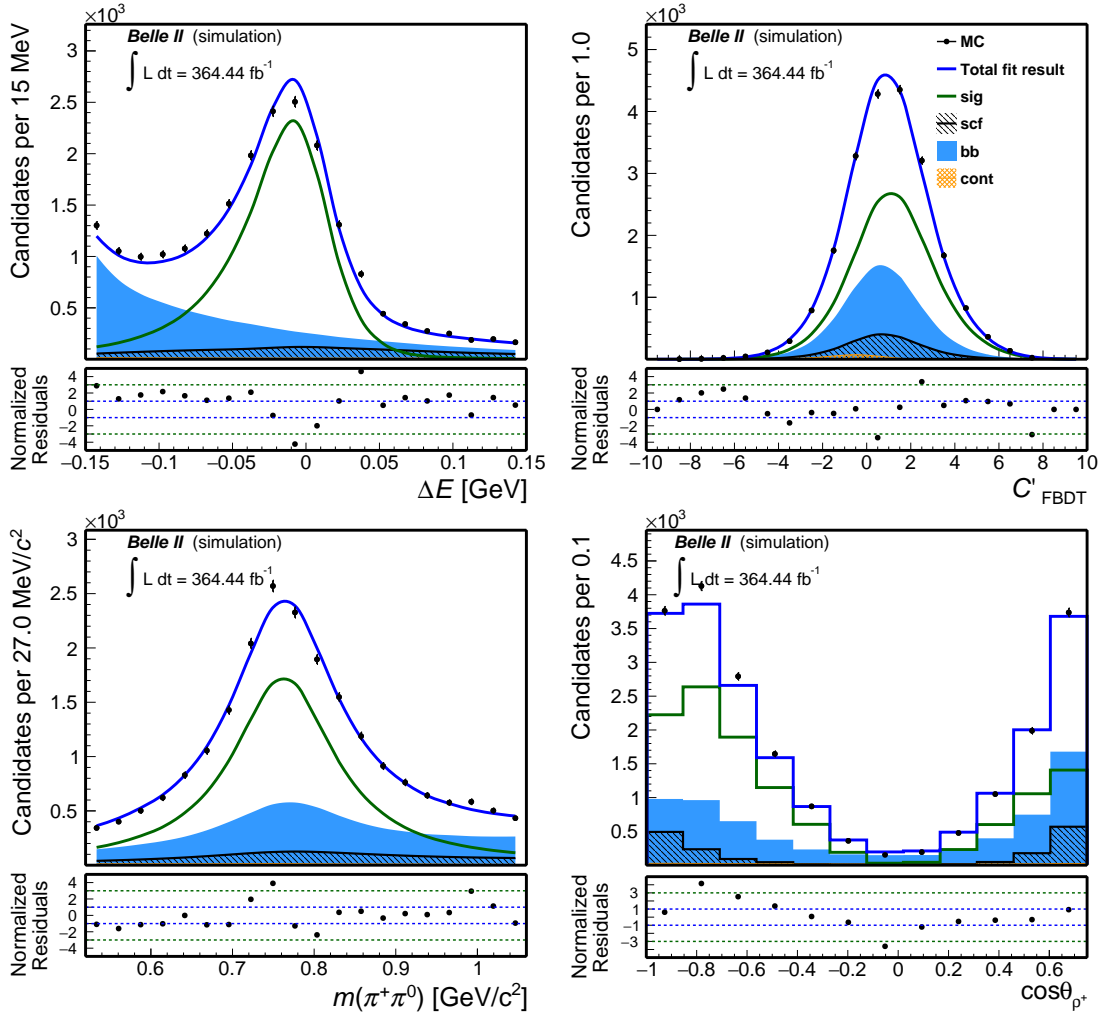 ×10³
Candidates per 15 MeV
Belle II (simulation)
∫ L dt = 364.44 fb⁻¹
3
2.5
2
1.5
1
0.5
Normalized Residuals
4
2
0
−2
−4
−0.15 −0.1 −0.05 0 0.05 0.1 0.15
ΔE [GeV]
×10³
Candidates per 1.0
Belle II (simulation)
∫ L dt = 364.44 fb⁻¹
MC
Total fit result
sig
scf
bb
cont
5
4
3
2
1
Normalized Residuals
4
2
0
−2
−4
−10 −8 −6 −4 −2 0 2 4 6 8 10
C'FBDT
×10³
Candidates per 27.0 MeV/c²
Belle II (simulation)
∫ L dt = 364.44 fb⁻¹
3
2.5
2
1.5
1
0.5
Normalized Residuals
4
2
0
−2
−4
0.6 0.7 0.8 0.9 1
m(π⁺π⁰) [GeV/c²]
×10³
Candidates per 0.1
Belle II (simulation)
∫ L dt = 364.44 fb⁻¹
4.5
4
3.5
3
2.5
2
1.5
1
0.5
Normalized Residuals
3
1
−1
−3
−1 −0.8 −0.6 −0.4 −0.2 0 0.2 0.4 0.6
cosθρ⁺